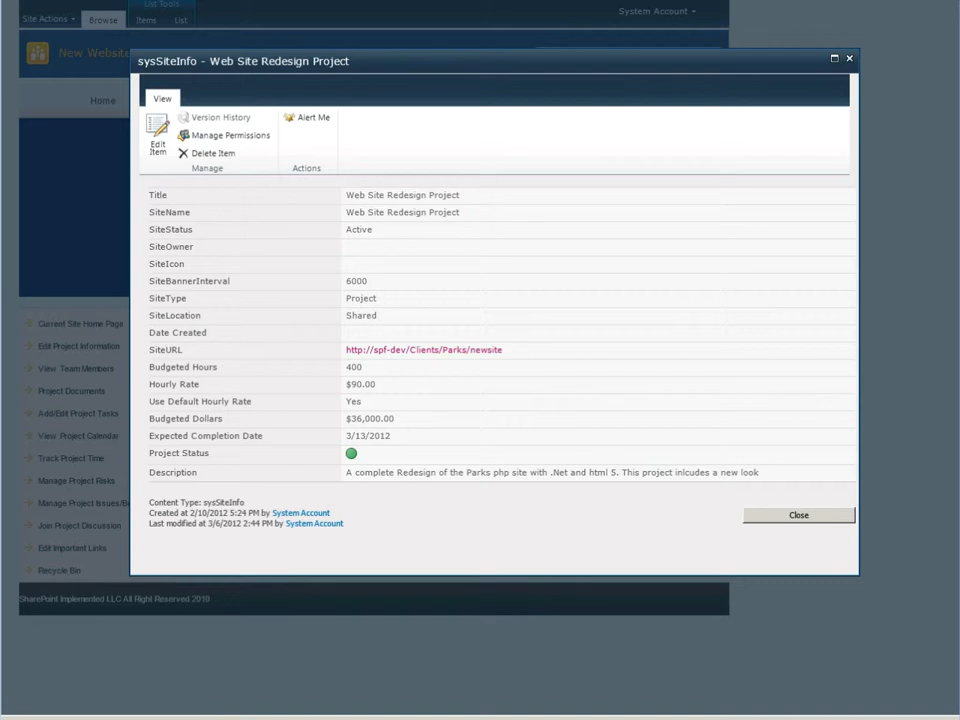 List Tools
Site Actions
Browse
Items
List
System Account
New Website
sysSiteInfo - Web Site Redesign Project
Home
View
Edit Item
Version History
Manage Permissions
Delete Item
Manage
Alert Me
Actions
Title Web Site Redesign Project
SiteName Web Site Redesign Project
SiteStatus Active
SiteOwner
SiteIcon
SiteBannerInterval 6000
SiteType Project
SiteLocation Shared
Date Created
SiteURL http://spf-dev/Clients/Parks/newsite
Budgeted Hours 400
Hourly Rate $90.00
Use Default Hourly Rate Yes
Budgeted Dollars $36,000.00
Expected Completion Date 3/13/2012
Project Status
Description A complete Redesign of the Parks php site with .Net and html 5. This project inlcudes a new look
Content Type: sysSiteInfo
Created at 2/10/2012 5:24 PM by System Account
Last modified at 3/6/2012 2:44 PM by System Account
Close
Current Site Home Page
Edit Project Information
View Team Members
Project Documents
Add/Edit Project Tasks
View Project Calendar
Track Project Time
Manage Project Risks
Manage Project Issues/B
Join Project Discussion
Edit Important Links
Recycle Bin
SharePoint Implemented LLC All Right Reserved 2010